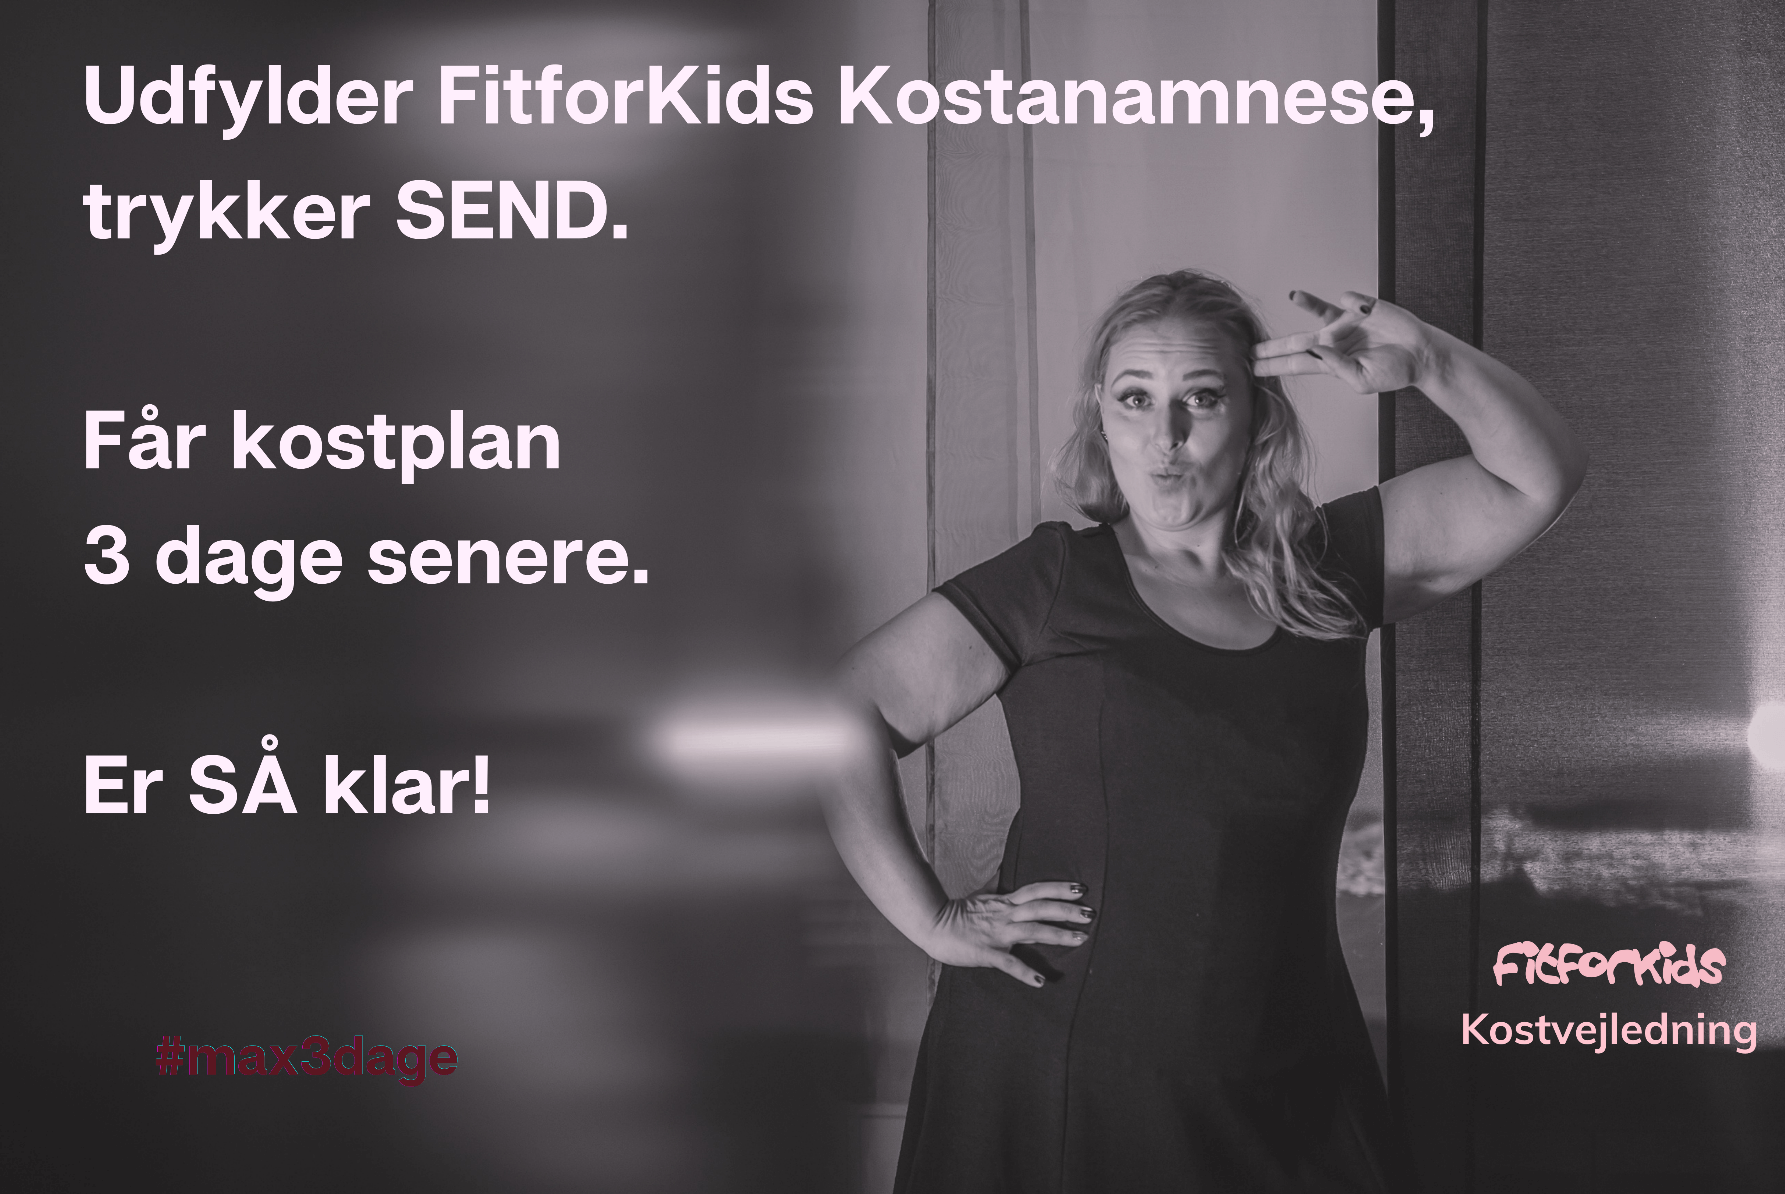 Udfylder FitforKids Kostanamnese,
trykker SEND.
Får kostplan
3 dage senere.
Er SÅ klar!
#max3dage
FitforKids
Kostvejledning